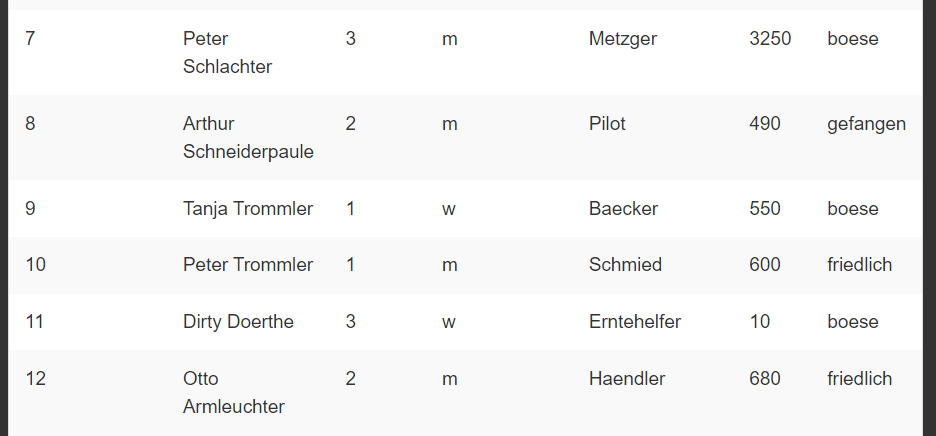 7 Peter 3 m Metzger 3250 boese
Schlachter
8 Arthur 2 m Pilot 490 gefangen
Schneiderpaule
9 Tanja Trommler 1 w Baecker 550 boese
10 Peter Trommler 1 m Schmied 600 friedlich
11 Dirty Doerthe 3 w Erntehelfer 10 boese
12 Otto 2 m Haendler 680 friedlich
Armleuchter